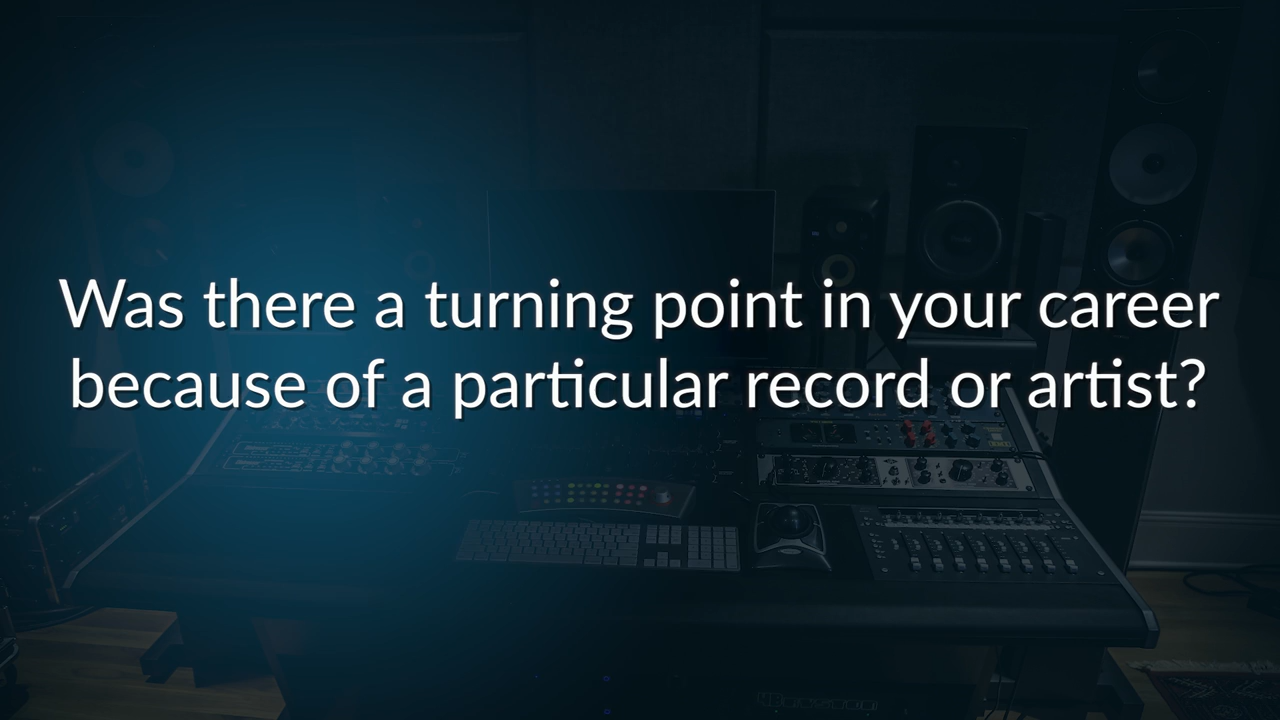 Was there a turning point in your career
because of a particular record or artist?